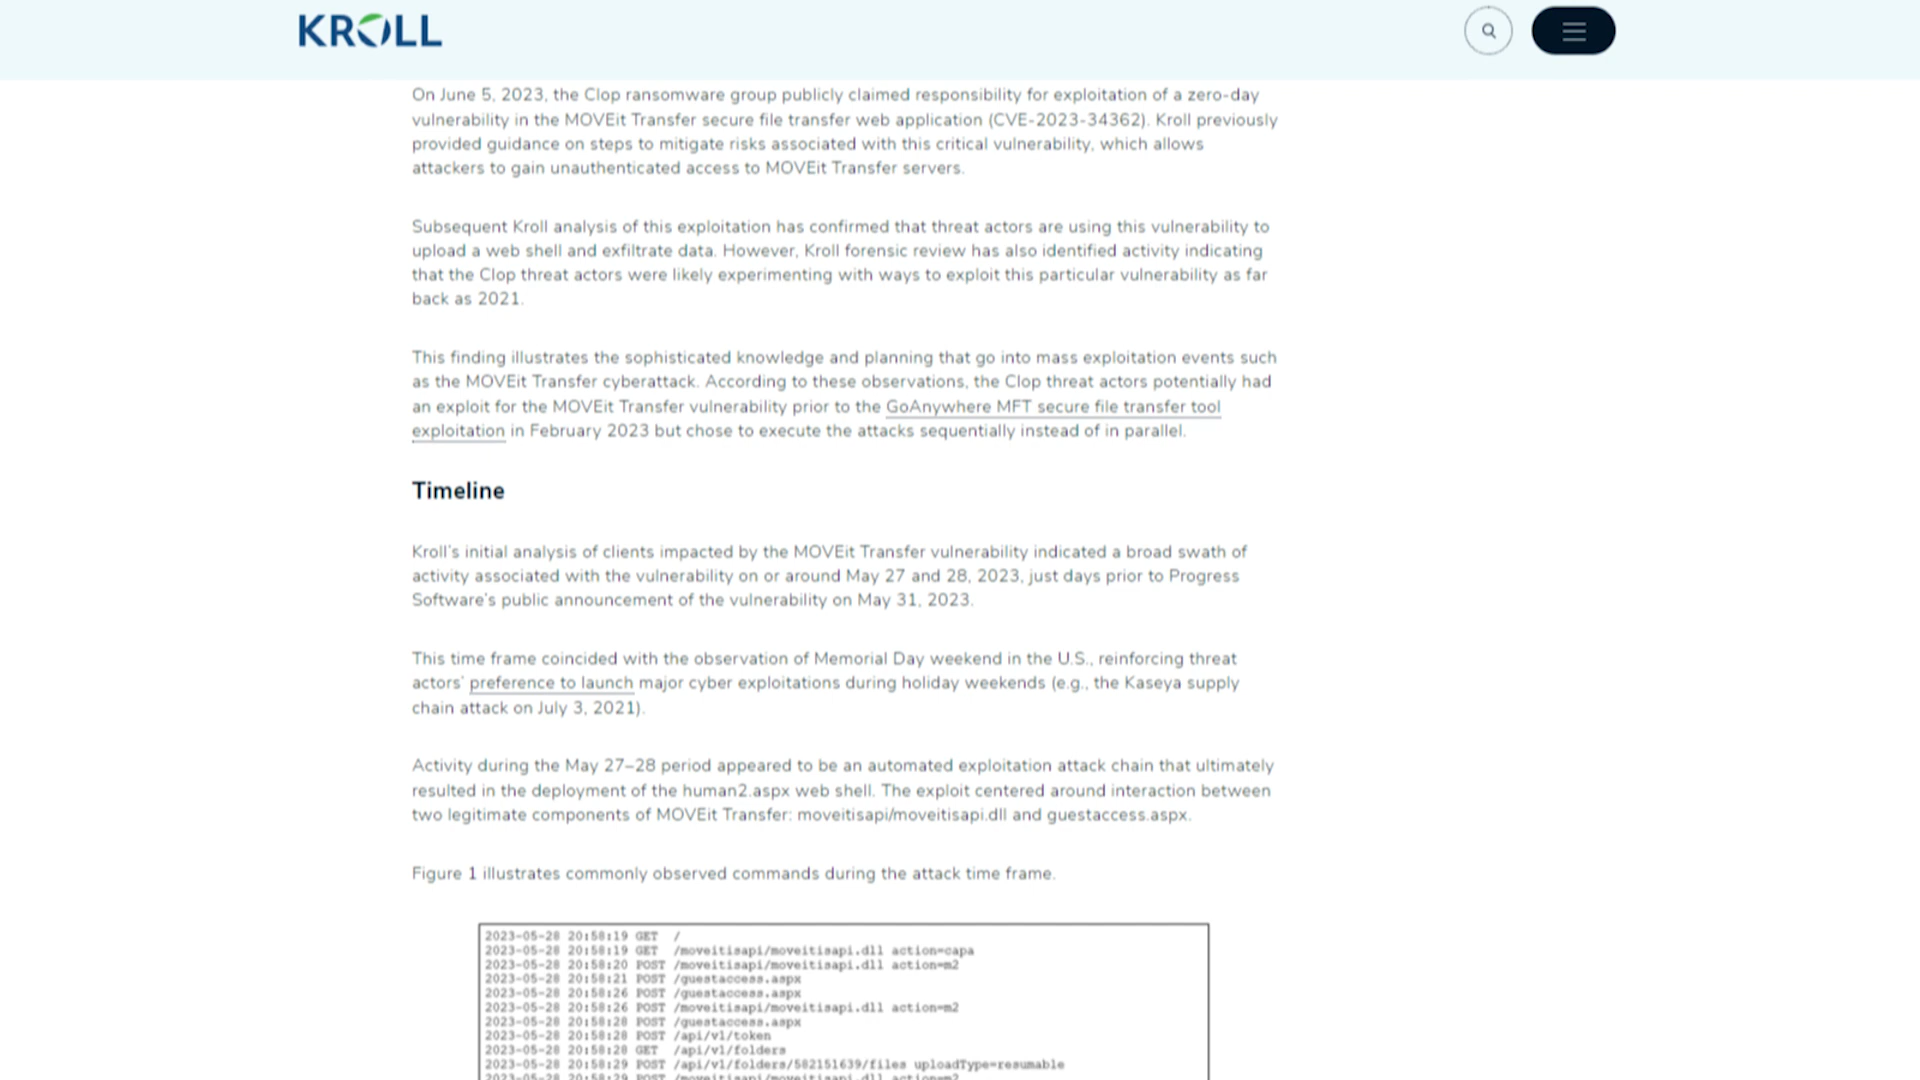 KROLL
On June 5, 2023, the Clop ransomware group publicly claimed responsibility for exploitation of a zero-day
vulnerability in the MOVEit Transfer secure file transfer web application (CVE-2023-34362). Kroll previously
provided guidance on steps to mitigate risks associated with this critical vulnerability, which allows
attackers to gain unauthenticated access to MOVEit Transfer servers.
Subsequent Kroll analysis of this exploitation has confirmed that threat actors are using this vulnerability to
upload a web shell and exfiltrate data. However, Kroll forensic review has also identified activity indicating
that the Clop threat actors were likely experimenting with ways to exploit this particular vulnerability as far
back as 2021.
This finding illustrates the sophisticated knowledge and planning that go into mass exploitation events such
as the MOVEit Transfer cyberattack. According to these observations, the Clop threat actors potentially had
an exploit for the MOVEit Transfer vulnerability prior to the GoAnywhere MFT secure file transfer tool
exploitation in February 2023 but chose to execute the attacks sequentially instead of in parallel.
Timeline
Kroll's initial analysis of clients impacted by the MOVEit Transfer vulnerability indicated a broad swath of
activity associated with the vulnerability on or around May 27 and 28, 2023, just days prior to Progress
Software's public announcement of the vulnerability on May 31, 2023.
This time frame coincided with the observation of Memorial Day weekend in the U.S., reinforcing threat
actors' preference to launch major cyber exploitations during holiday weekends (e.g., the Kaseya supply
chain attack on July 3, 2021).
Activity during the May 27–28 period appeared to be an automated exploitation attack chain that ultimately
resulted in the deployment of the human2.aspx web shell. The exploit centered around interaction between
two legitimate components of MOVEit Transfer: moveitisapi/moveitisapi.dll and guestaccess.aspx.
Figure 1 illustrates commonly observed commands during the attack time frame.
2023-05-28 20:58:19 GET /
2023-05-28 20:58:19 GET /moveitisapi/moveitisapi.dll action=capa
2023-05-28 20:58:20 POST /moveitisapi/moveitisapi.dll action=m2
2023-05-28 20:58:21 POST /guestaccess.aspx
2023-05-28 20:58:26 POST /guestaccess.aspx
2023-05-28 20:58:26 POST /moveitisapi/moveitisapi.dll action=m2
2023-05-28 20:58:28 POST /guestaccess.aspx
2023-05-28 20:58:28 POST /api/v1/token
2023-05-28 20:58:28 GET /api/v1/folders
2023-05-28 20:58:29 POST /api/v1/folders/582151639/files uploadType=resumable
2023-05-28 20:58:29 POST /moveitisapi/moveitisapi.dll action=m2